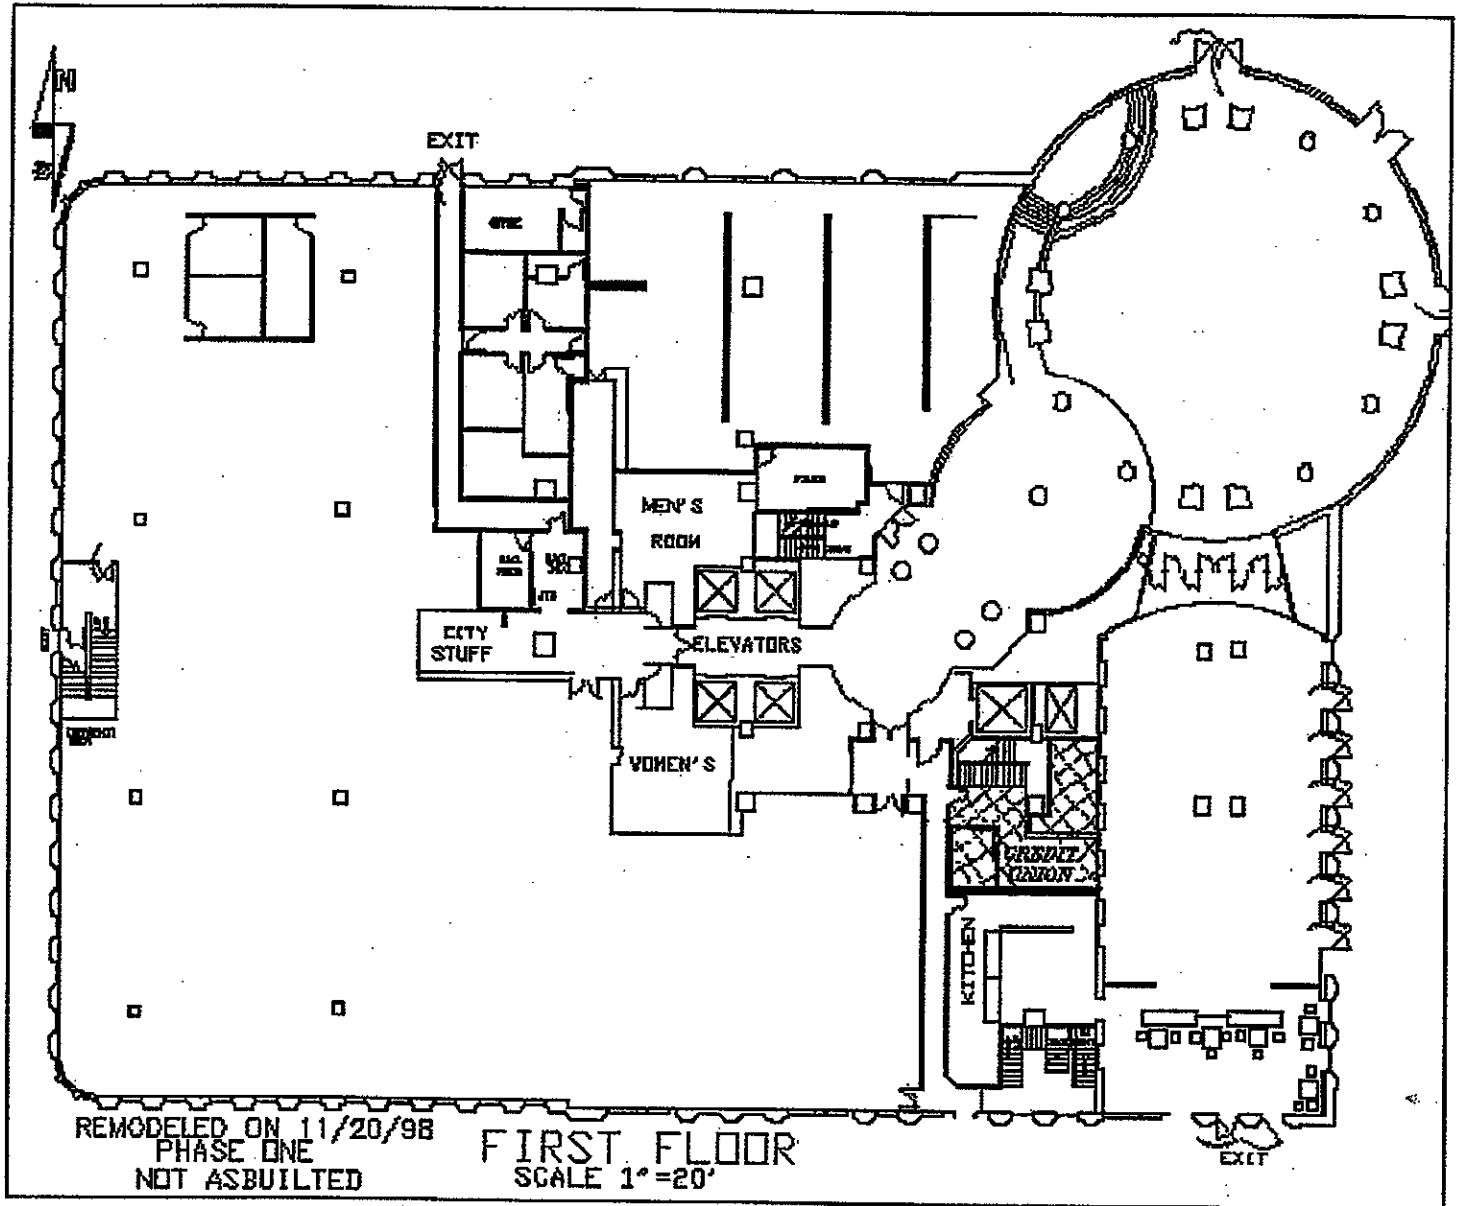 N
EXIT
MEN'S
ROOM
CITY
STUFF
ELEVATORS
WOMEN'S
CREDIT
UNION
KITCHEN
REMODELED ON 11/20/98
PHASE ONE
NOT ASBUILTED
FIRST FLOOR
SCALE 1"=20'
EXIT